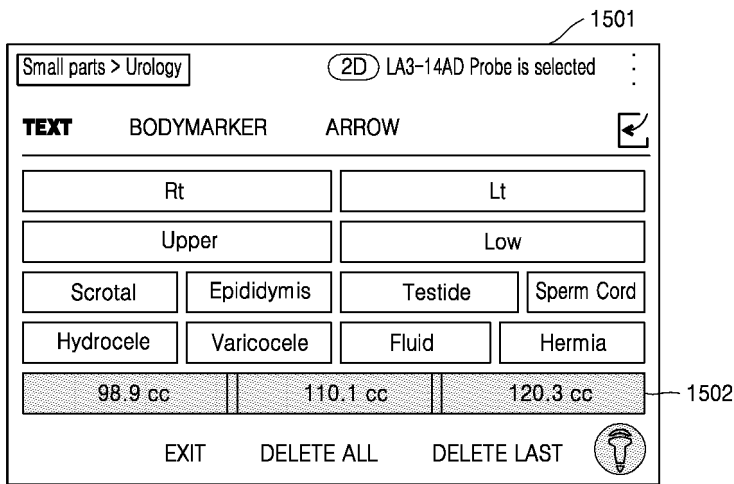 1501
Small parts > Urology 2D LA3-14AD Probe is selected
TEXT BODYMARKER ARROW
Rt Lt
Upper Low
Scrotal Epididymis Testide Sperm Cord
Hydrocele Varicocele Fluid Hermia
98.9 cc 110.1 cc 120.3 cc 1502
EXIT DELETE ALL DELETE LAST